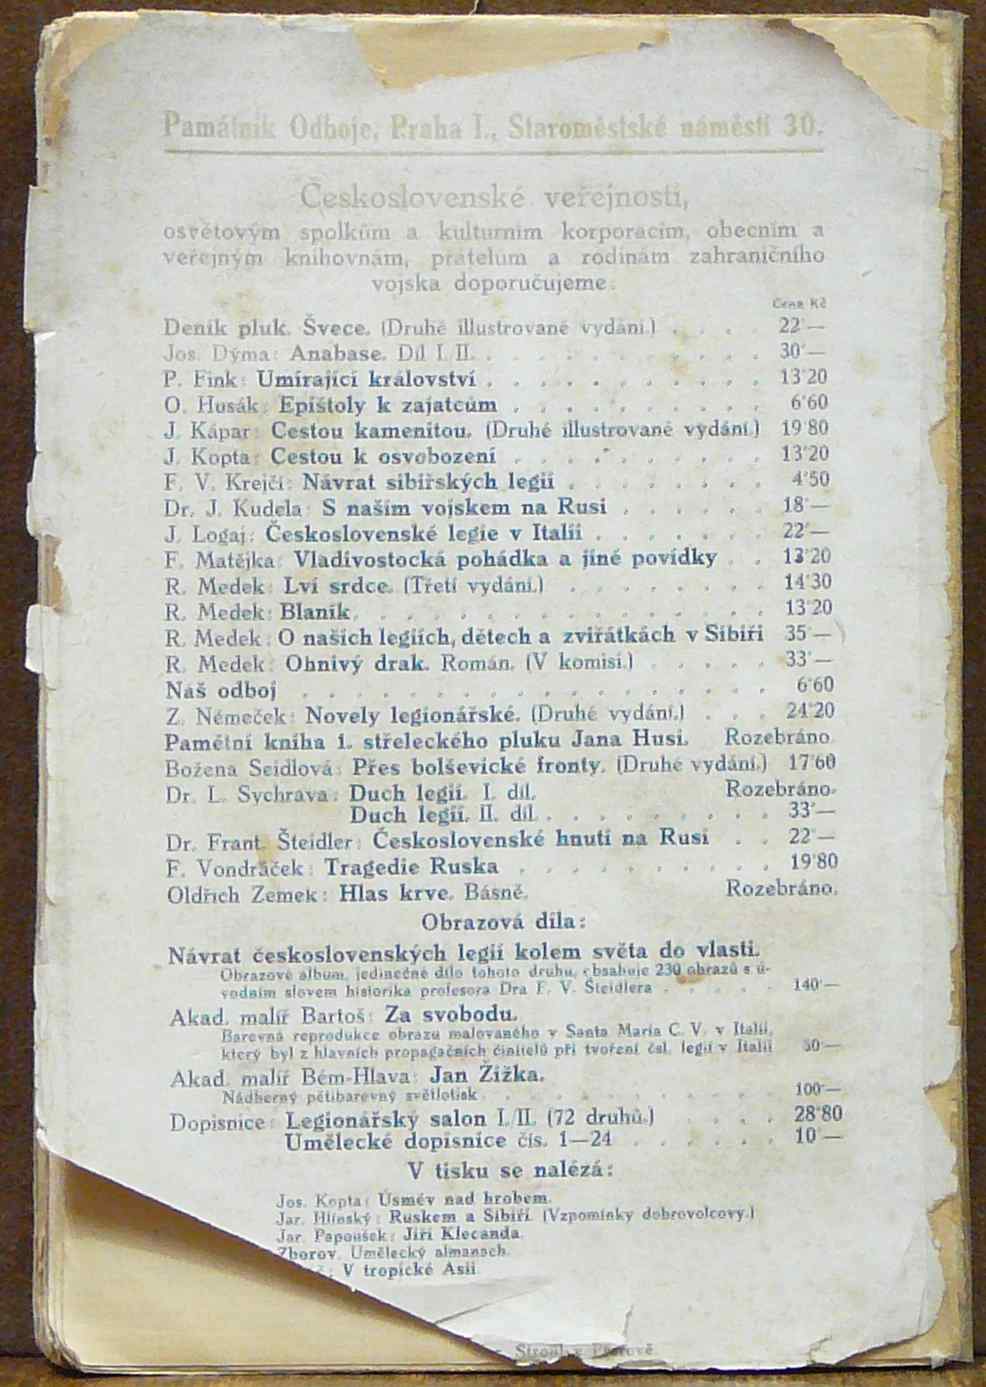 Památník Odboje, Praha I., Staroměstské náměstí 30.
Československé veřejnosti,
osvětovým spolkům a kulturním korporacím, obecním a
veřejným knihovnám, přátelům a rodinám zahraničního
vojska doporučujeme:
Cena Kč
Deník pluk. Švece. (Druhé illustrované vydání.) . . . . 22·—
Jos. Dýma: Anabase. Díl I. II. . . . . . . . . . . . 30·—
P. Fink: Umírající království . . . . . . . . . . . 13·20
O. Husák: Epištoly k zajatcům . . . . . . . . . . 6·60
J. Kápar: Cestou kamenitou. (Druhé illustrované vydání.) 19·80
J. Kopta: Cestou k osvobození . . . . . . . . . . 13·20
F. V. Krejčí: Návrat sibiřských legií . . . . . . . . 4·50
Dr. J. Kudela: S naším vojskem na Rusi . . . . . . 18·—
J. Logaj: Československé legie v Italii . . . . . . . 22·—
F. Matějka: Vladivostocká pohádka a jiné povídky . . 13·20
R. Medek: Lví srdce. (Třetí vydání.) . . . . . . . . 14·30
R. Medek: Blaník. . . . . . . . . . . . . . . . . 13·20
R. Medek: O našich legiích, dětech a zvířátkách v Sibiři 35·—
R. Medek: Ohnivý drak. Román. (V komisi.) . . . . . 33·—
Náš odboj . . . . . . . . . . . . . . . . . . . 6·60
Z. Němeček: Novely legionářské. (Druhé vydání.) . . . 24·20
Pamětní kniha 1. střeleckého pluku Jana Husi. Rozebráno.
Božena Seidlová: Přes bolševické fronty. (Druhé vydání.) 17·60
Dr. L. Sychrava: Duch legií. I. díl. Rozebráno.
Duch legií. II. díl . . . . . . . . . . 33·—
Dr. Frant. Šteidler: Československé hnutí na Rusi . . 22·—
F. Vondráček: Tragedie Ruska . . . . . . . . . . 19·80
Oldřich Zemek: Hlas krve. Básně. Rozebráno.
Obrazová díla:
Návrat československých legií kolem světa do vlasti.
Obrazové album, jedinečné dílo tohoto druhu, obsahuje 230 obrazů s ú-
vodním slovem historika profesora Dra F. V. Šteidlera . . . . . . 140·—
Akad. malíř Bartoš: Za svobodu.
Barevná reprodukce obrazu malovaného v Santa Maria C. V. v Italii,
který byl z hlavních propagačních činitelů při tvoření čsl. legií v Italii 50·—
Akad. malíř Bém-Hlava: Jan Žižka.
Nádherný pětibarevný světlotisk . . . . . . . . . 100·—
Dopisnice: Legionářský salon I./II. (72 druhů.) . . . . 28·80
Umělecké dopisnice čís. 1—24 . . . . . . 10·—
V tisku se nalézá:
Jos. Kopta: Úsměv nad hrobem.
Jar. Hlinský: Ruskem a Sibiří. (Vzpomínky dobrovolcovy.)
Jar. Papoušek: Jiří Klecanda.
Zborov. Umělecký almanach.
: V tropické Asii